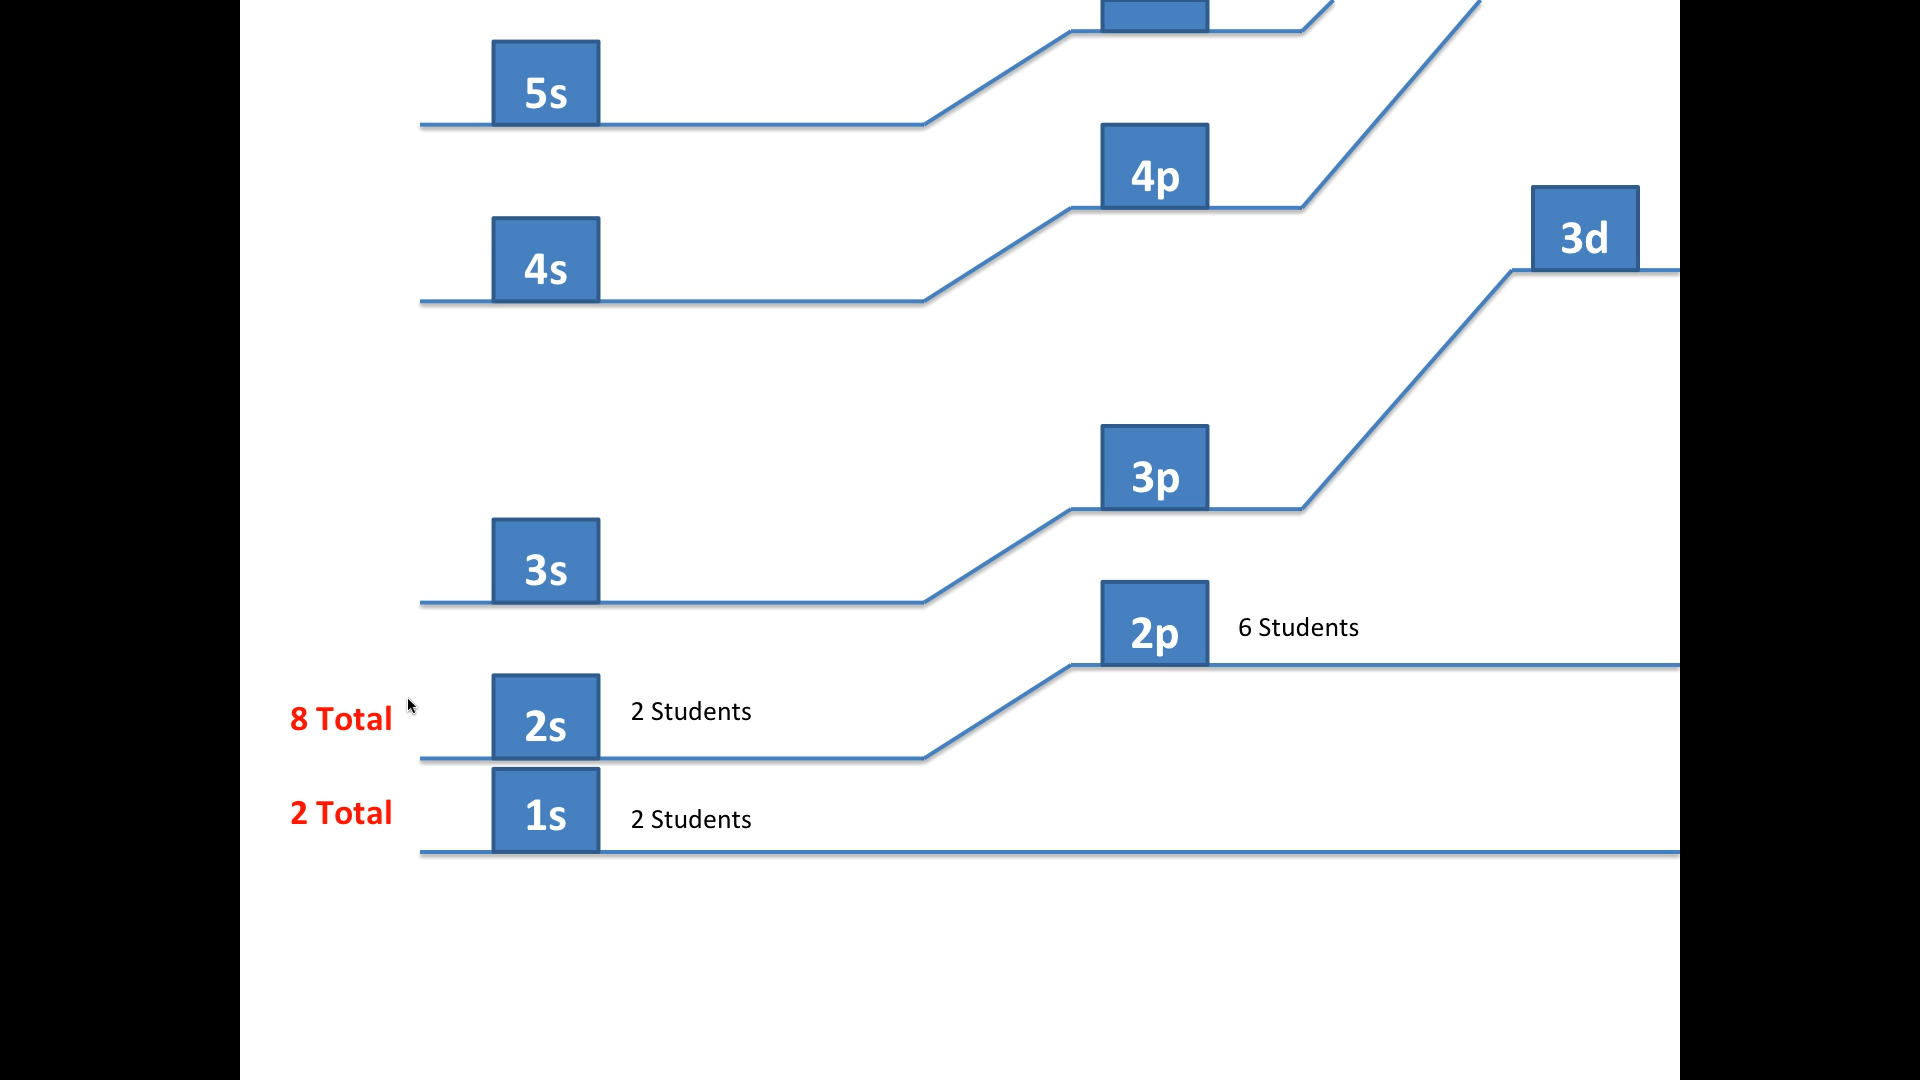 5s
4p
3d
4s
3p
3s
2p 6 Students
8 Total 2s 2 Students
2 Total 1s 2 Students